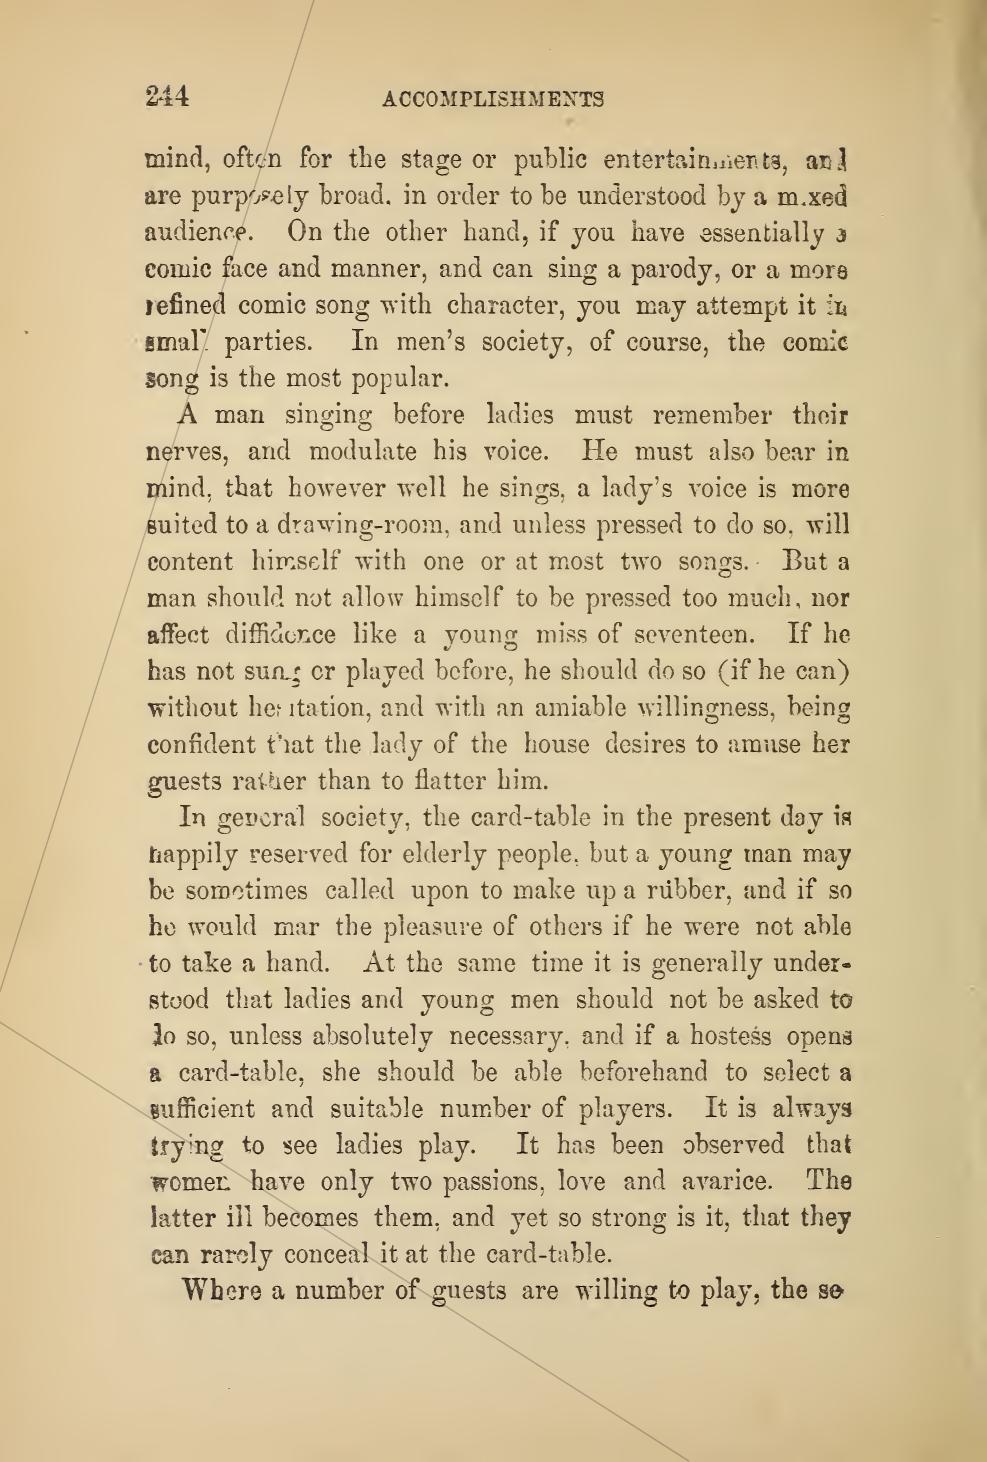 244 ACCOMPLISHMENTS
mind, often for the stage or public entertainments, and
are purposely broad, in order to be understood by a mixed
audience. On the other hand, if you have essentially a
comic face and manner, and can sing a parody, or a more
refined comic song with character, you may attempt it in
small parties. In men's society, of course, the comic
song is the most popular.
A man singing before ladies must remember their
nerves, and modulate his voice. He must also bear in
mind, that however well he sings, a lady's voice is more
suited to a drawing-room, and unless pressed to do so, will
content himself with one or at most two songs. But a
man should not allow himself to be pressed too much, nor
affect diffidence like a young miss of seventeen. If he
has not sung or played before, he should do so (if he can)
without hesitation, and with an amiable willingness, being
confident that the lady of the house desires to amuse her
guests rather than to flatter him.
In general society, the card-table in the present day is
happily reserved for elderly people, but a young man may
be sometimes called upon to make up a rubber, and if so
he would mar the pleasure of others if he were not able
to take a hand. At the same time it is generally under-
stood that ladies and young men should not be asked to
do so, unless absolutely necessary, and if a hostess opens
a card-table, she should be able beforehand to select a
sufficient and suitable number of players. It is always
trying to see ladies play. It has been observed that
women have only two passions, love and avarice. The
latter ill becomes them, and yet so strong is it, that they
can rarely conceal it at the card-table.
Where a number of guests are willing to play, the se-